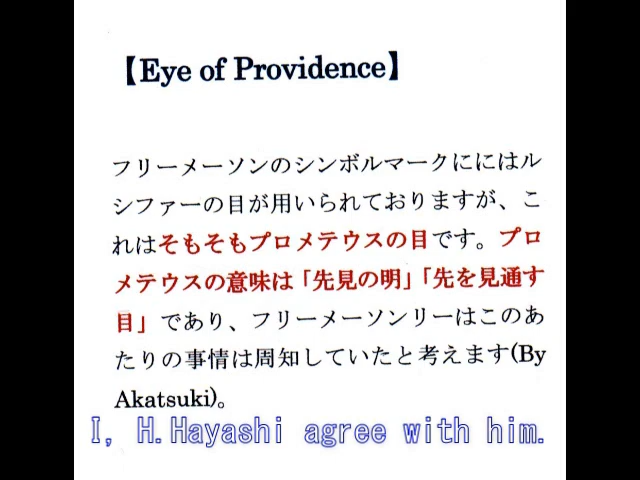 【Eye of Providence】
フリーメーソンのシンボルマークににはル
シファーの目が用いられておりますが、こ
れはそもそもプロメテウスの目です。プロ
メテウスの意味は「先見の明」「先を見通す
目」であり、フリーメーソンリーはこのあ
たりの事情は周知していたと考えます(By
Akatsuki)。
I, H.Hayashi agree with him.